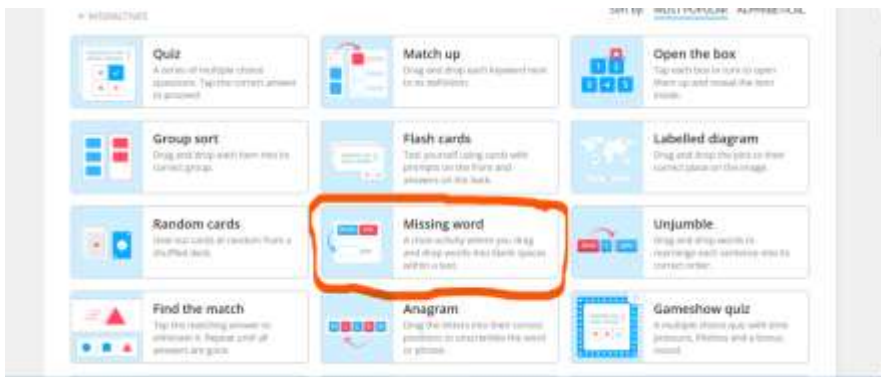 INTERACTIVES
Sort by: MOST POPULAR ALPHABETICAL
Quiz
A series of multiple choice
questions. Tap the correct answer
to proceed.
Match up
Drag and drop each keyword next
to its definition.
Open the box
Tap each box in turn to open
them up and reveal the item
inside.
Group sort
Drag and drop each item into its
correct group.
Flash cards
Test yourself using cards with
prompts on the front and
answers on the back.
Labelled diagram
Drag and drop the pins to their
correct place on the image.
Random cards
Deal out cards at random from a
shuffled deck.
Missing word
A cloze activity where you drag
and drop words into blank spaces
within a text.
Unjumble
Drag and drop words to
rearrange each sentence into its
correct order.
Find the match
Tap the matching answer to
eliminate it. Repeat until all
answers are gone.
Anagram
Drag the letters into their correct
positions to unscramble the word
or phrase.
Gameshow quiz
A multiple choice quiz with time
pressure, lifelines and a bonus
round.